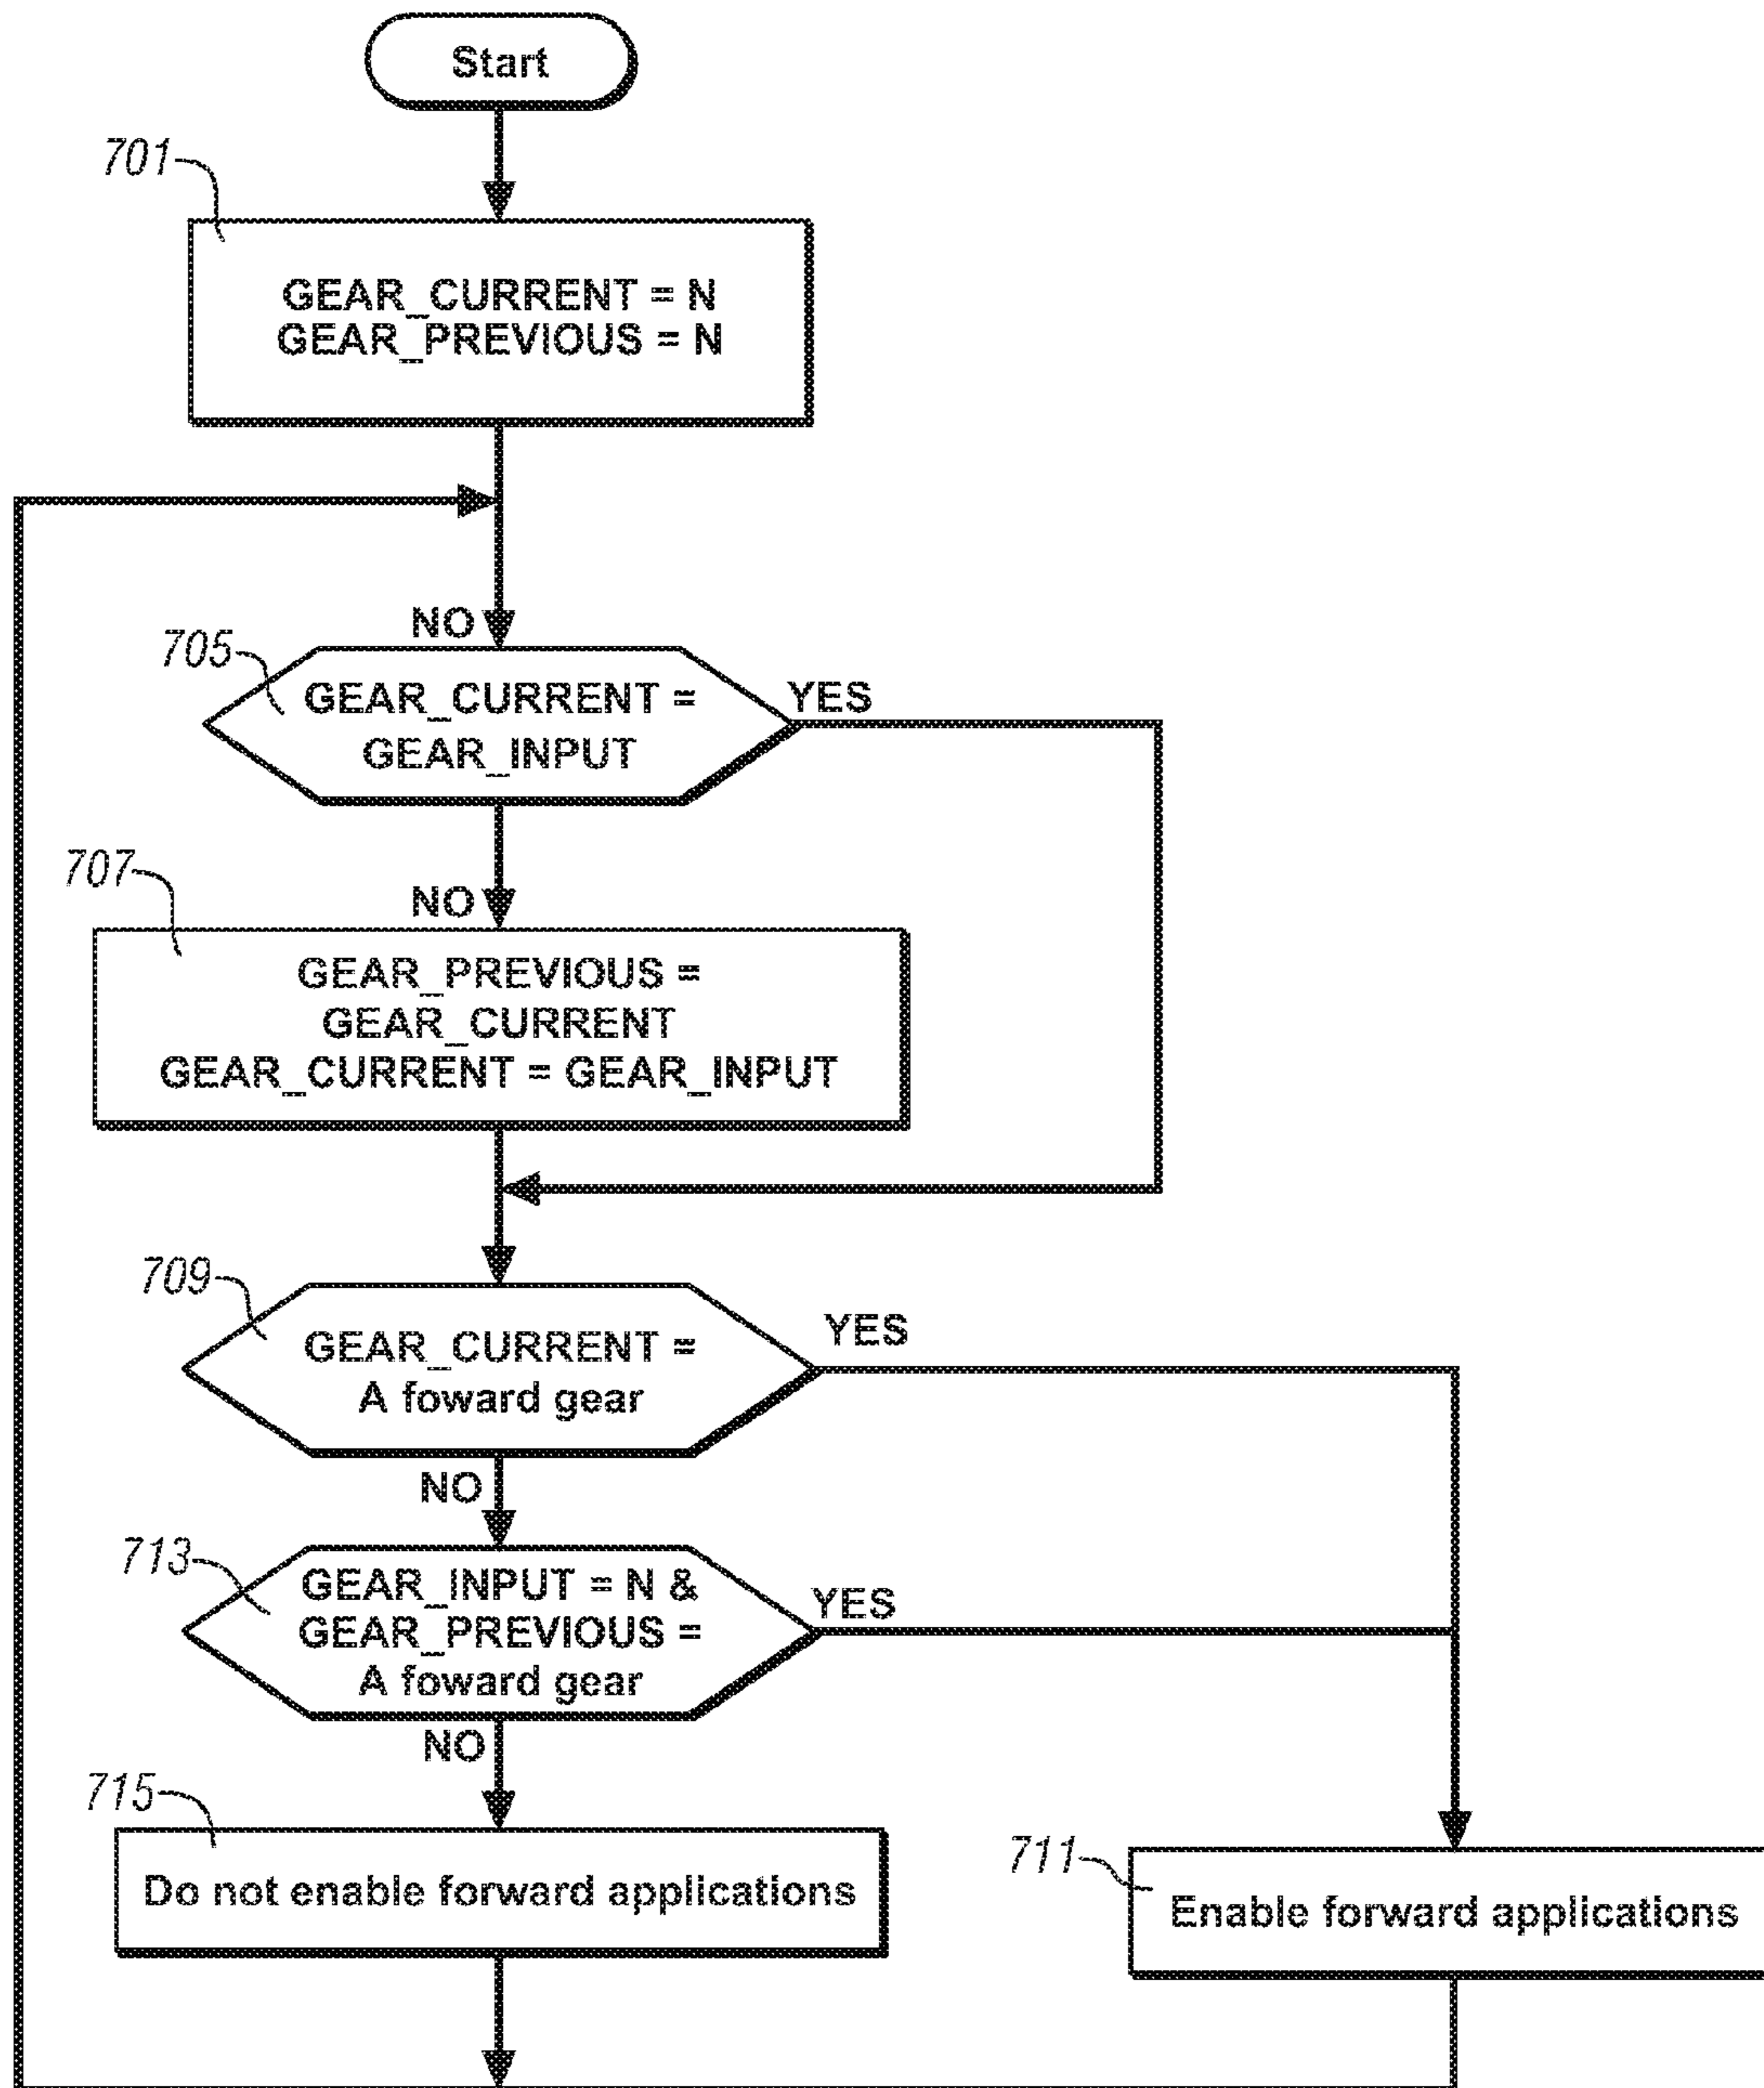 Start
701
GEAR_CURRENT = N
GEAR_PREVIOUS = N
NO
705
GEAR_CURRENT =
GEAR_INPUT
YES
707
NO
GEAR_PREVIOUS =
GEAR_CURRENT
GEAR_CURRENT = GEAR_INPUT
709
GEAR_CURRENT =
A foward gear
YES
NO
713
GEAR_INPUT = N &
GEAR_PREVIOUS =
A foward gear
YES
NO
715
Do not enable forward applications
711
Enable forward applications